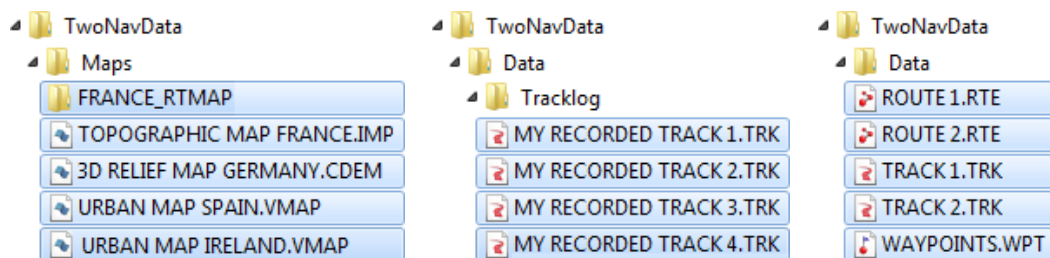 TwoNavData
Maps
FRANCE_RTMAP
TOPOGRAPHIC MAP FRANCE.IMP
3D RELIEF MAP GERMANY.CDEM
URBAN MAP SPAIN.VMAP
URBAN MAP IRELAND.VMAP
TwoNavData
Data
Tracklog
MY RECORDED TRACK 1.TRK
MY RECORDED TRACK 2.TRK
MY RECORDED TRACK 3.TRK
MY RECORDED TRACK 4.TRK
TwoNavData
Data
ROUTE 1.RTE
ROUTE 2.RTE
TRACK 1.TRK
TRACK 2.TRK
WAYPOINTS.WPT